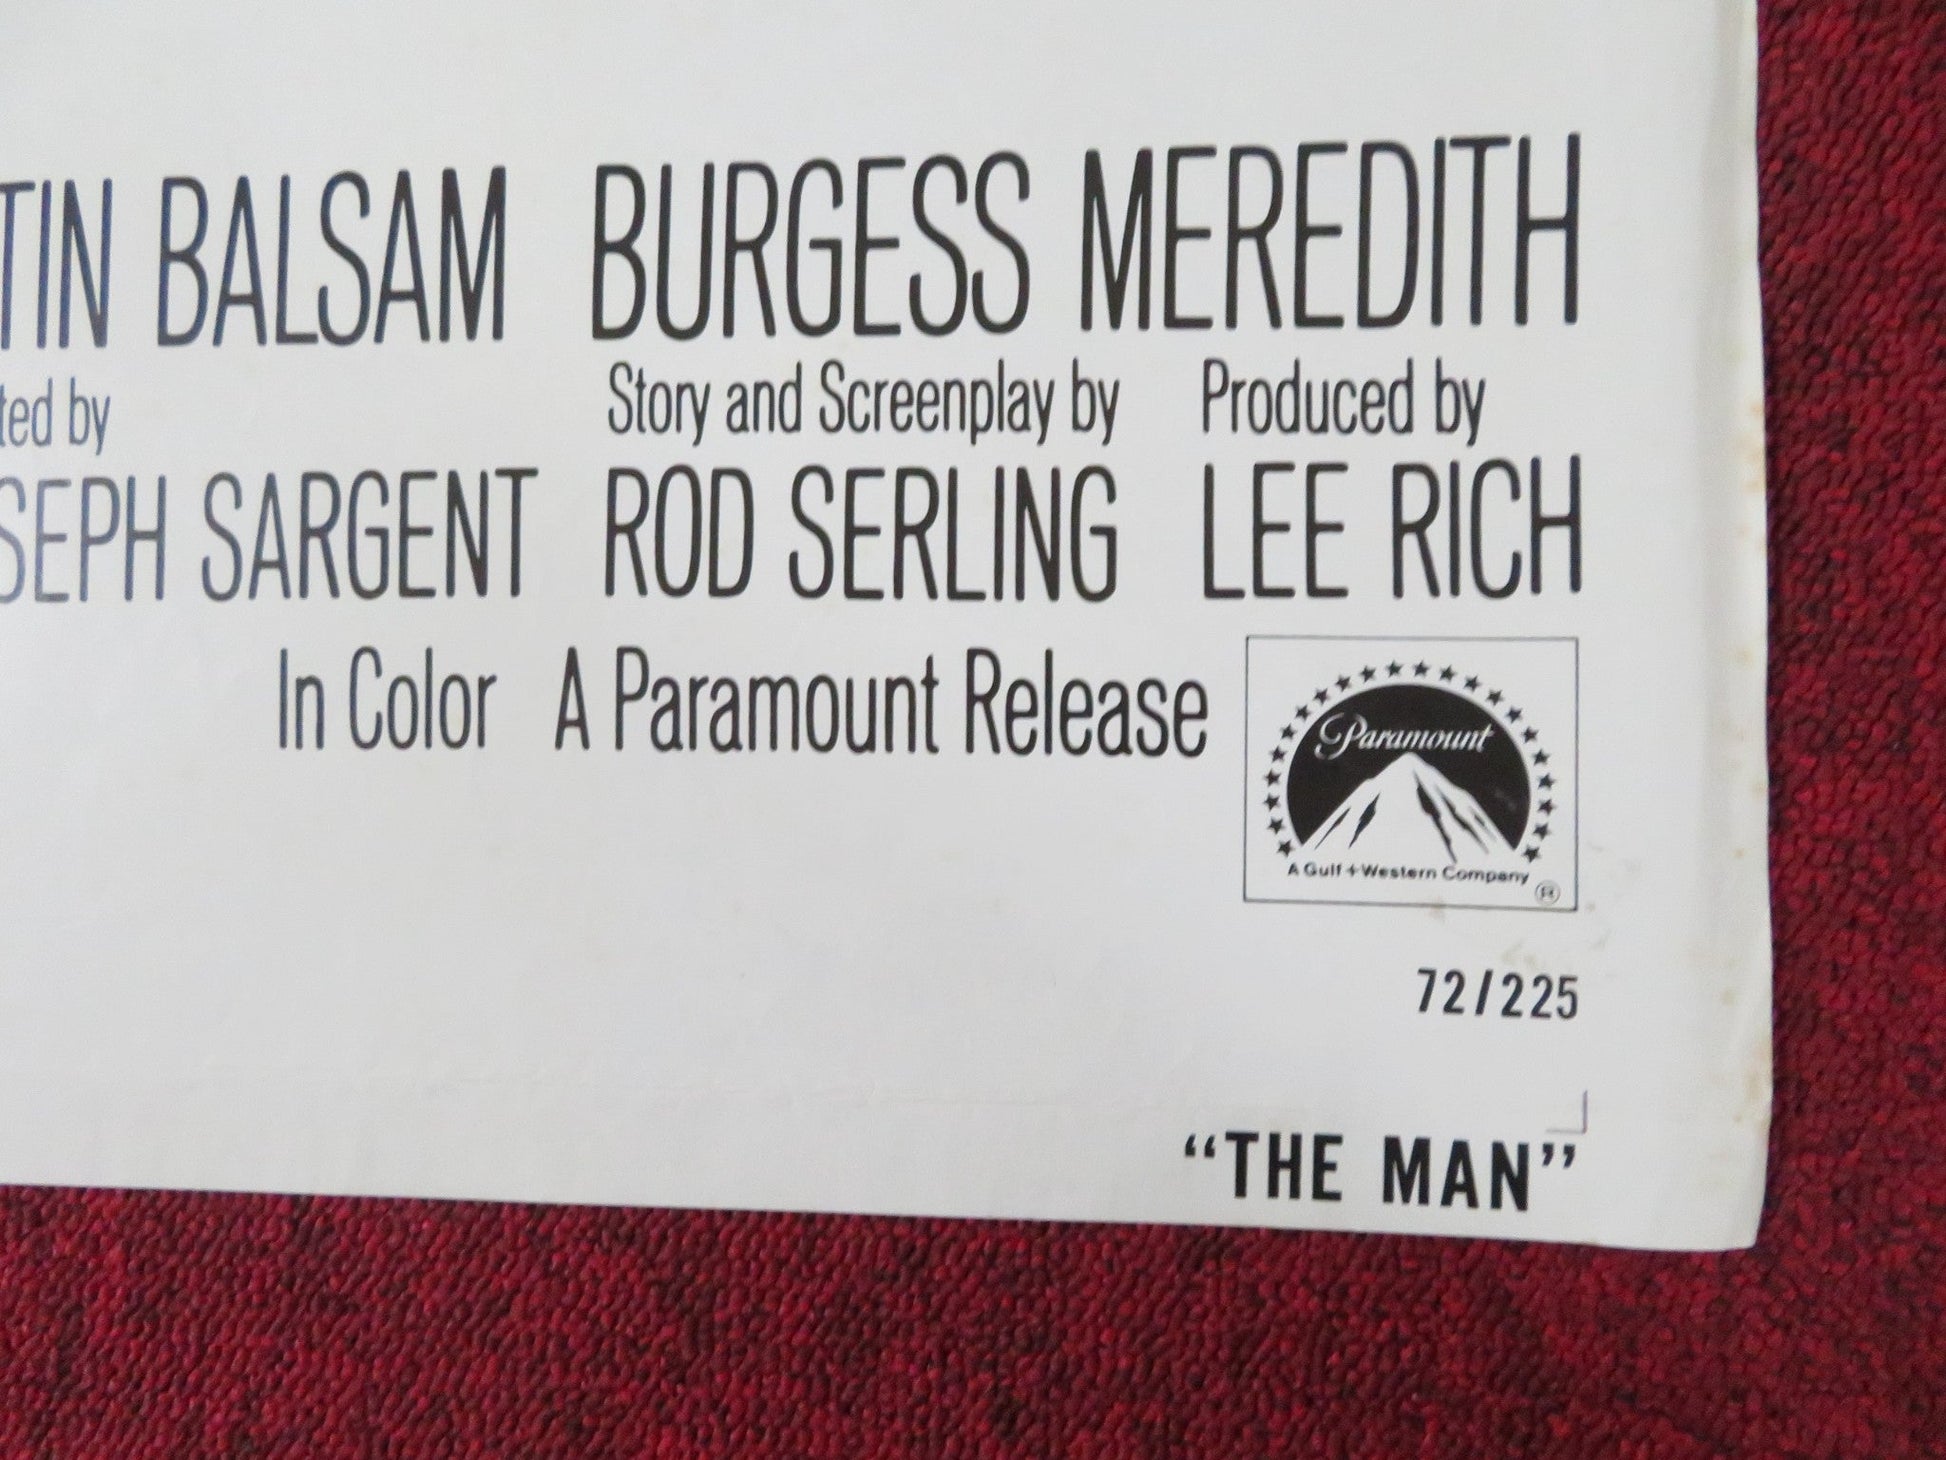 TIN BALSAM BURGESS MEREDITH
ted by Story and Screenplay by Produced by
SEPH SARGENT ROD SERLING LEE RICH
In Color A Paramount Release
Paramount
A Gulf+Western Company
®
72/225
“THE MAN”